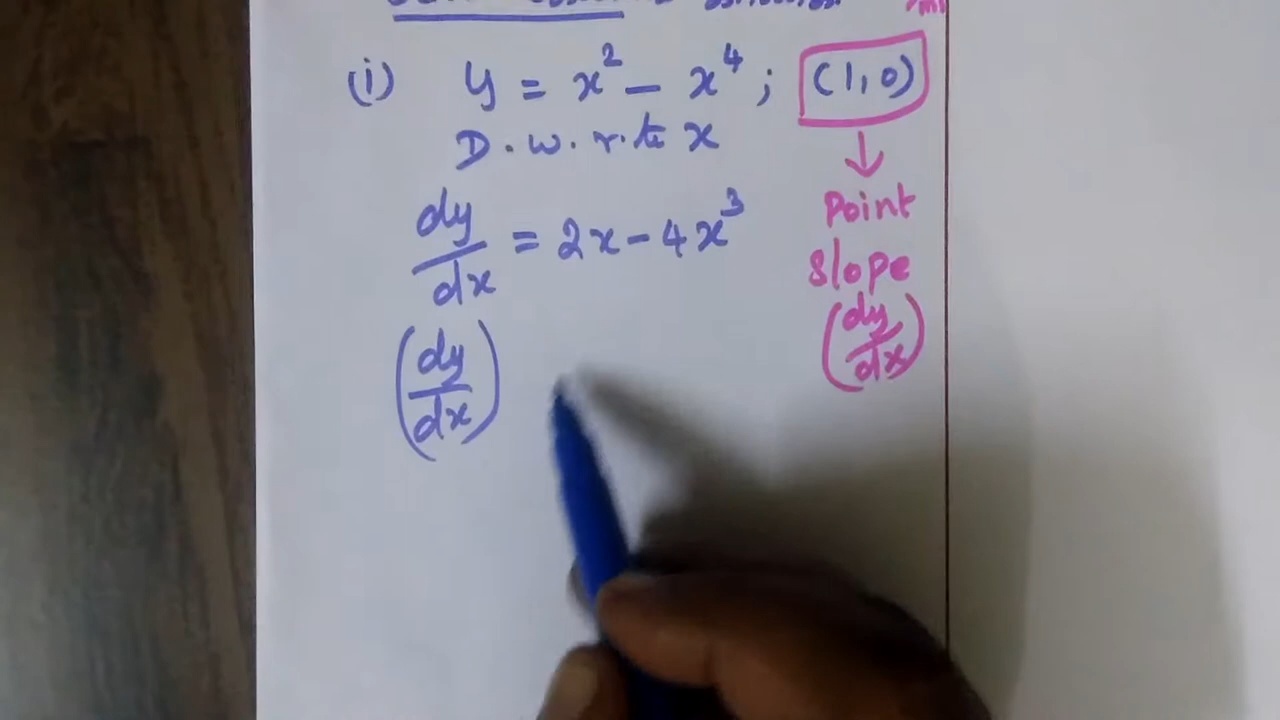 (i) y = x² - x⁴ ; (1,0)
D.w.r.to x
↓
Point
dy/dx = 2x - 4x³
Slope
(dy/dx)
(dy/dx)